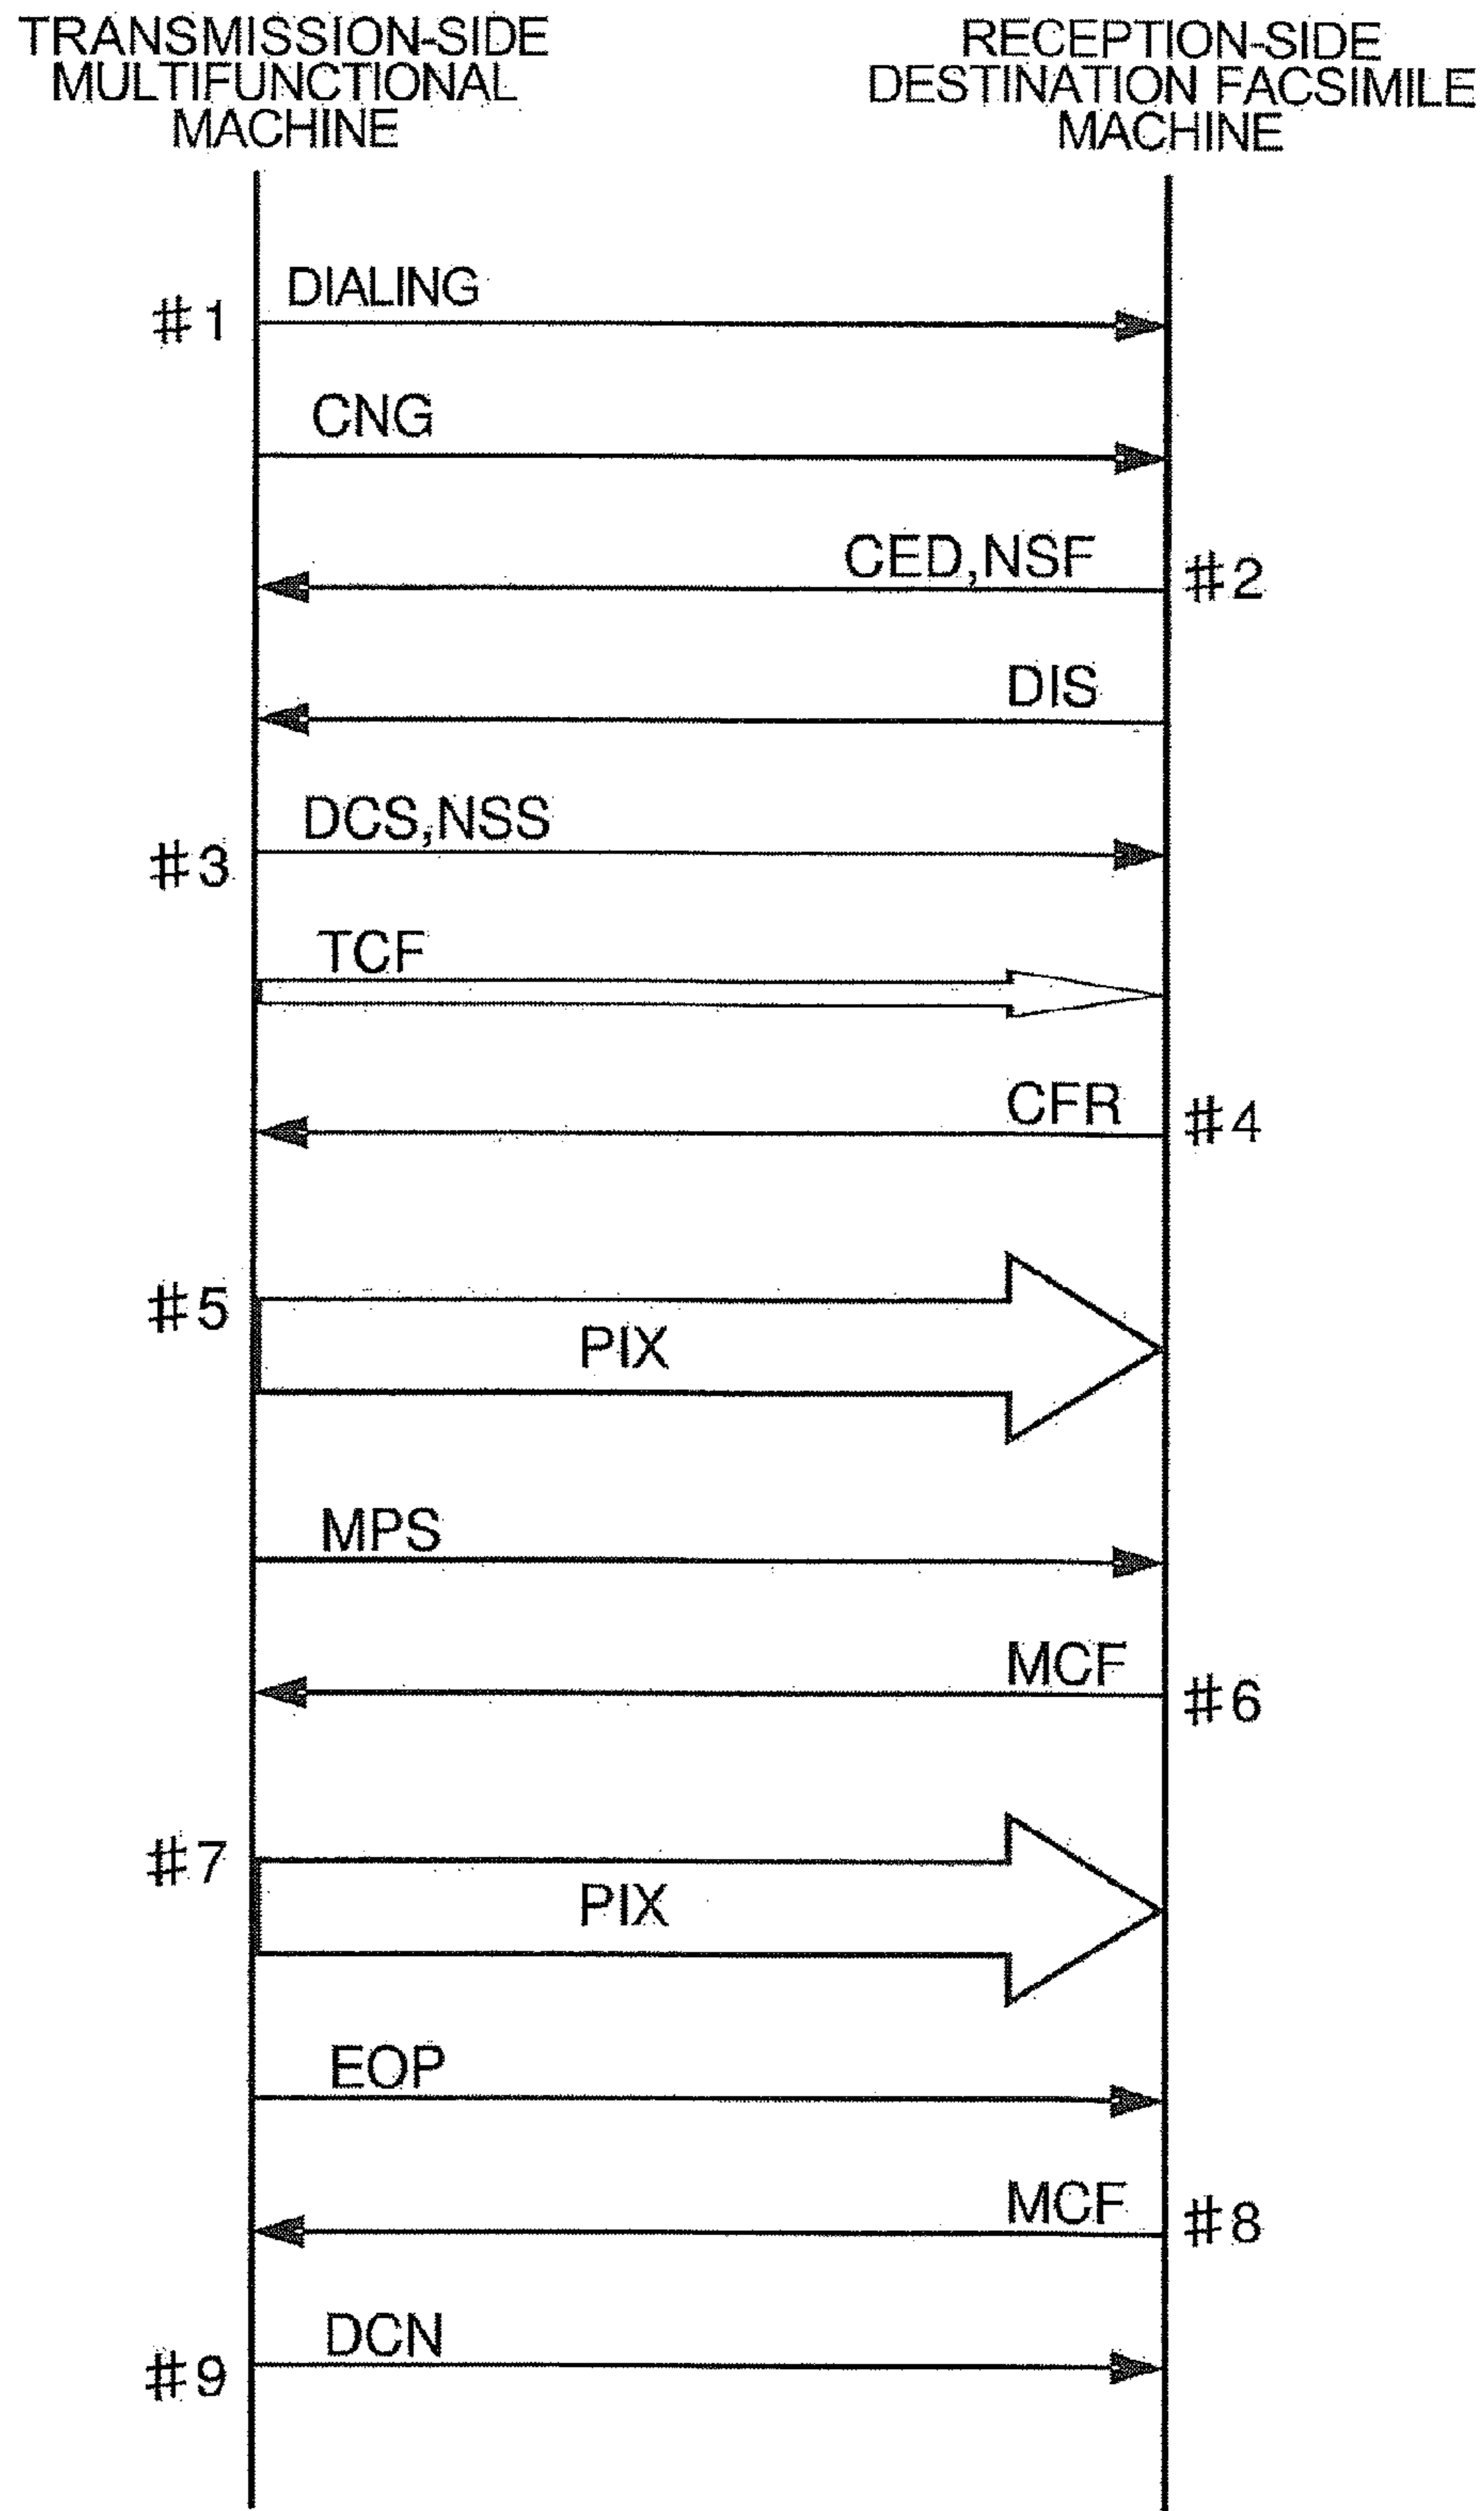 TRANSMISSION-SIDE
MULTIFUNCTIONAL
MACHINE
RECEPTION-SIDE
DESTINATION FACSIMILE
MACHINE
DIALING
#1
CNG
CED,NSF
#2
DIS
DCS,NSS
#3
TCF
CFR
#4
#5
PIX
MPS
MCF
#6
#7
PIX
EOP
MCF
#8
DCN
#9